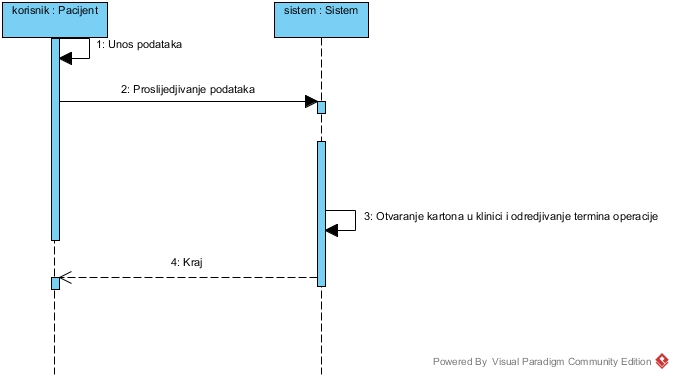 korisnik : Pacijent
sistem : Sistem
1: Unos podataka
2: Proslijedjivanje podataka
3: Otvaranje kartona u klinici i odredjivanje termina operacije
4: Kraj
Powered By Visual Paradigm Community Edition